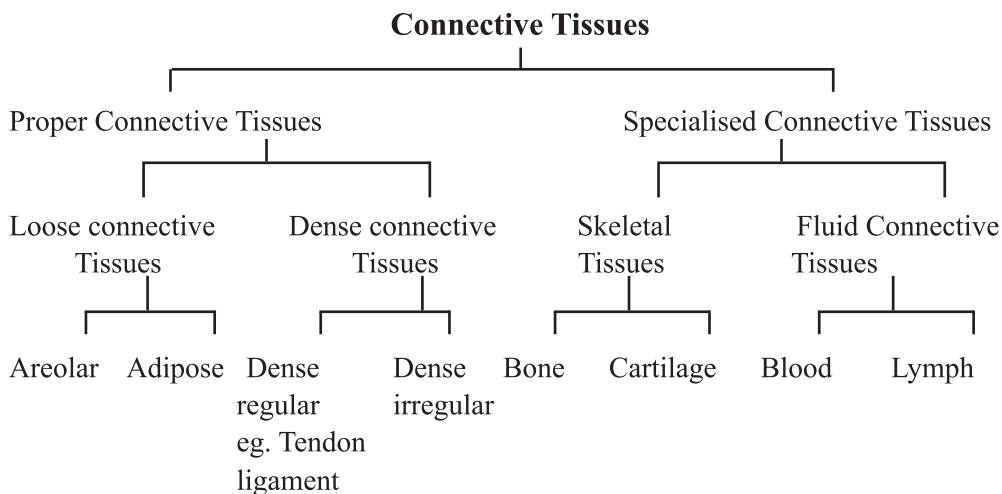 Connective Tissues
Proper Connective Tissues
Specialised Connective Tissues
Loose connective
Tissues
Dense connective
Tissues
Skeletal
Tissues
Fluid Connective
Tissues
Areolar
Adipose
Dense
regular
eg. Tendon
ligament
Dense
irregular
Bone
Cartilage
Blood
Lymph